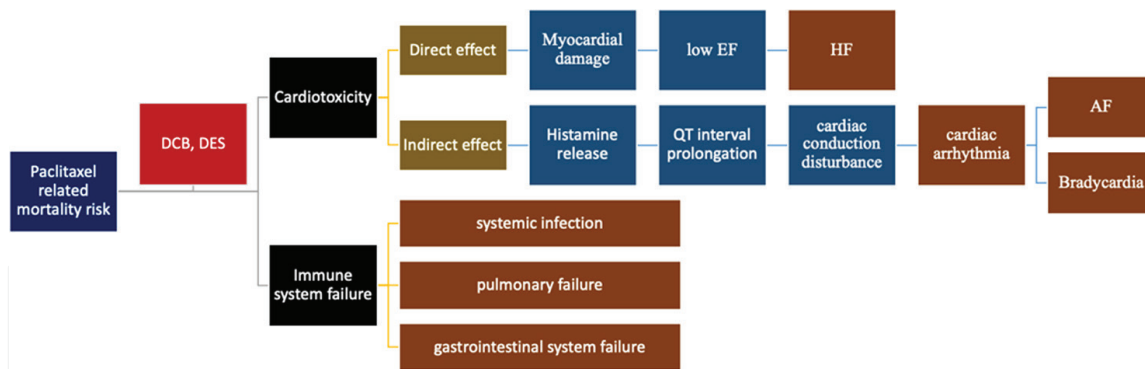 Paclitaxel
related
mortality risk
DCB, DES
Cardiotoxicity
Direct effect
Myocardial
damage
low EF
HF
Indirect effect
Histamine
release
QT interval
prolongation
cardiac
conduction
disturbance
cardiac
arrhythmia
AF
Bradycardia
Immune
system failure
systemic infection
pulmonary failure
gastrointestinal system failure